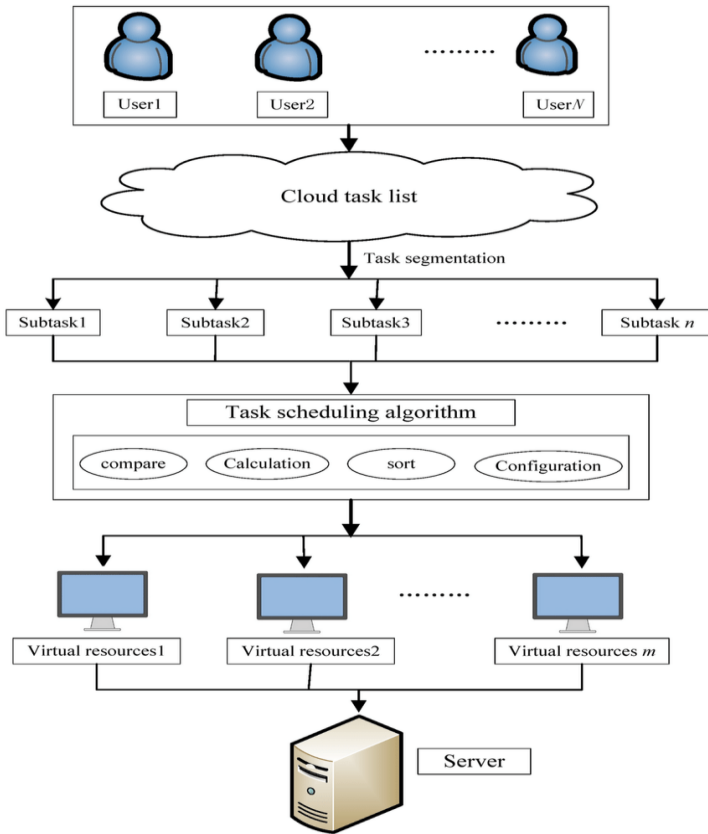 User1
User2
………
UserN
Cloud task list
Task segmentation
Subtask1
Subtask2
Subtask3
………
Subtask n
Task scheduling algorithm
compare
Calculation
sort
Configuration
………
Virtual resources1
Virtual resources2
Virtual resources m
Server